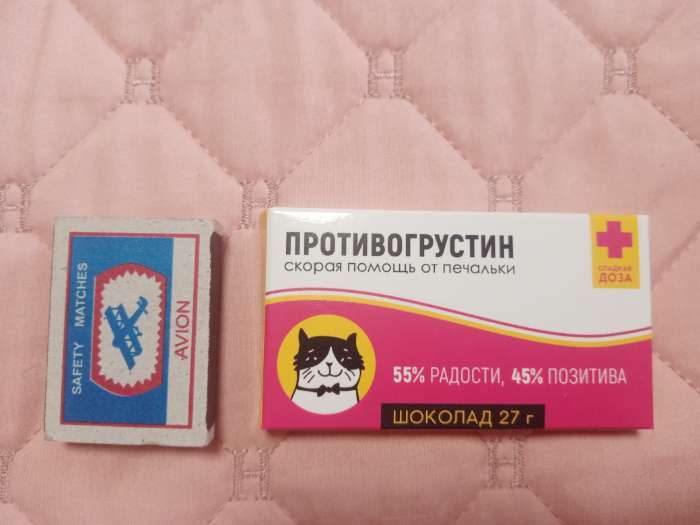 SAFETY MATCHES
AVION
ПРОТИВОГРУСТИН
скорая помощь от печальки
СЛАДКАЯ
ДОЗА
55% РАДОСТИ, 45% ПОЗИТИВА
ШОКОЛАД 27 г